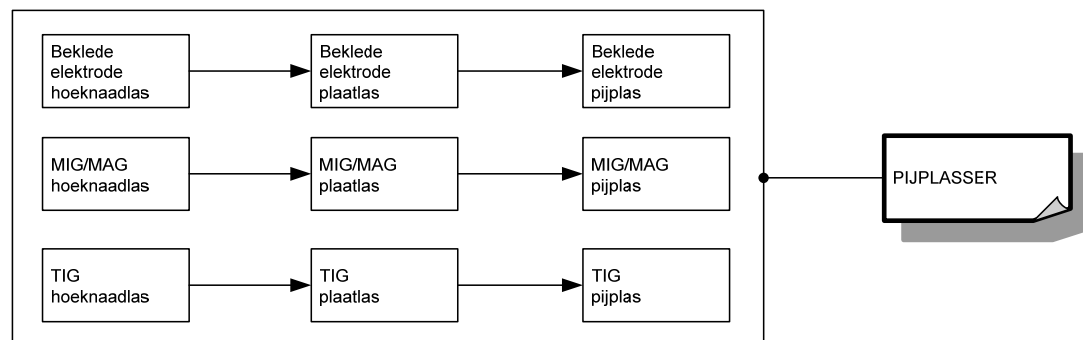 Beklede
elektrode
hoeknaadlas
Beklede
elektrode
plaatlas
Beklede
elektrode
pijplas
MIG/MAG
hoeknaadlas
MIG/MAG
plaatlas
MIG/MAG
pijplas
PIJPLASSER
TIG
hoeknaadlas
TIG
plaatlas
TIG
pijplas